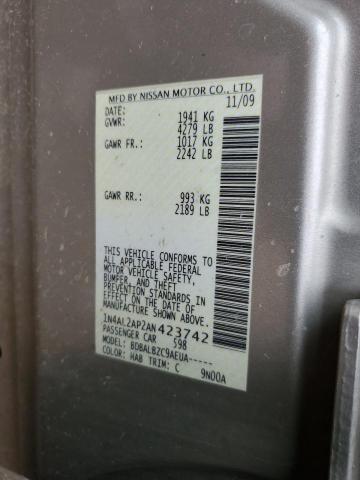 MFD BY NISSAN MOTOR CO., LTD.
DATE: 11/09
GVWR: 1941 KG
4279 LB
GAWR FR.: 1017 KG
2242 LB
GAWR RR.: 993 KG
2189 LB
THIS VEHICLE CONFORMS TO
ALL APPLICABLE FEDERAL
MOTOR VEHICLE SAFETY,
BUMPER, AND THEFT
PREVENTION STANDARDS IN
EFFECT ON THE DATE OF
MANUFACTURE SHOWN ABOVE.
1N4AL2AP2AN423742
PASSENGER CAR 598
MODEL: BDBALBZC9AEUA-----
COLOR: HAB TRIM: C 9N00A